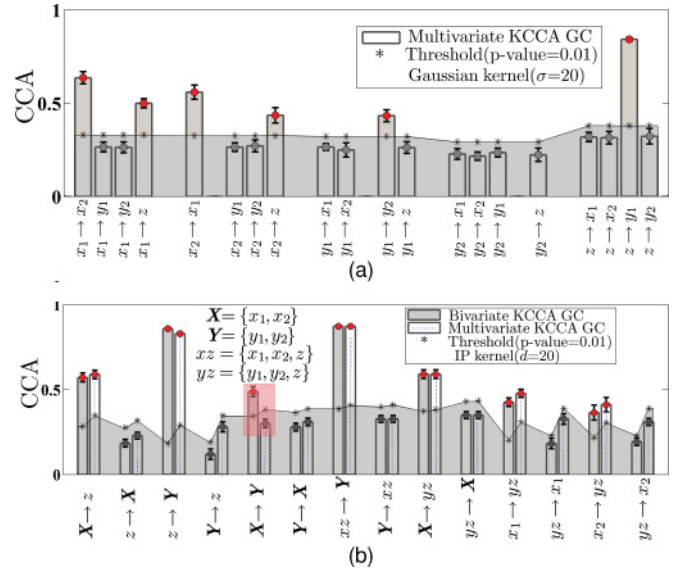 CCA
1
0.5
0
Multivariate KCCA GC
Threshold(p-value=0.01)
Gaussian kernel(σ=20)
x₁ → x₂
x₁ → y₁
x₁ → y₂
x₁ → z
x₂ → x₁
x₂ → y₁
x₂ → y₂
x₂ → z
y₁ → x₁
y₁ → x₂
y₁ → y₂
y₁ → z
y₂ → x₁
y₂ → x₂
y₂ → y₁
y₂ → z
z → x₁
z → x₂
z → y₁
z → y₂
(a)
CCA
1
0.5
0
X = {x₁, x₂}
Y = {y₁, y₂}
xz = {x₁, x₂, z}
yz = {y₁, y₂, z}
Bivariate KCCA GC
Multivariate KCCA GC
Threshold(p-value=0.01)
IP kernel(d=20)
X → z
z → X
z → Y
Y → z
X → Y
Y → X
xz → Y
Y → xz
X → yz
yz → X
x₁ → yz
yz → x₁
x₂ → yz
yz → x₂
(b)